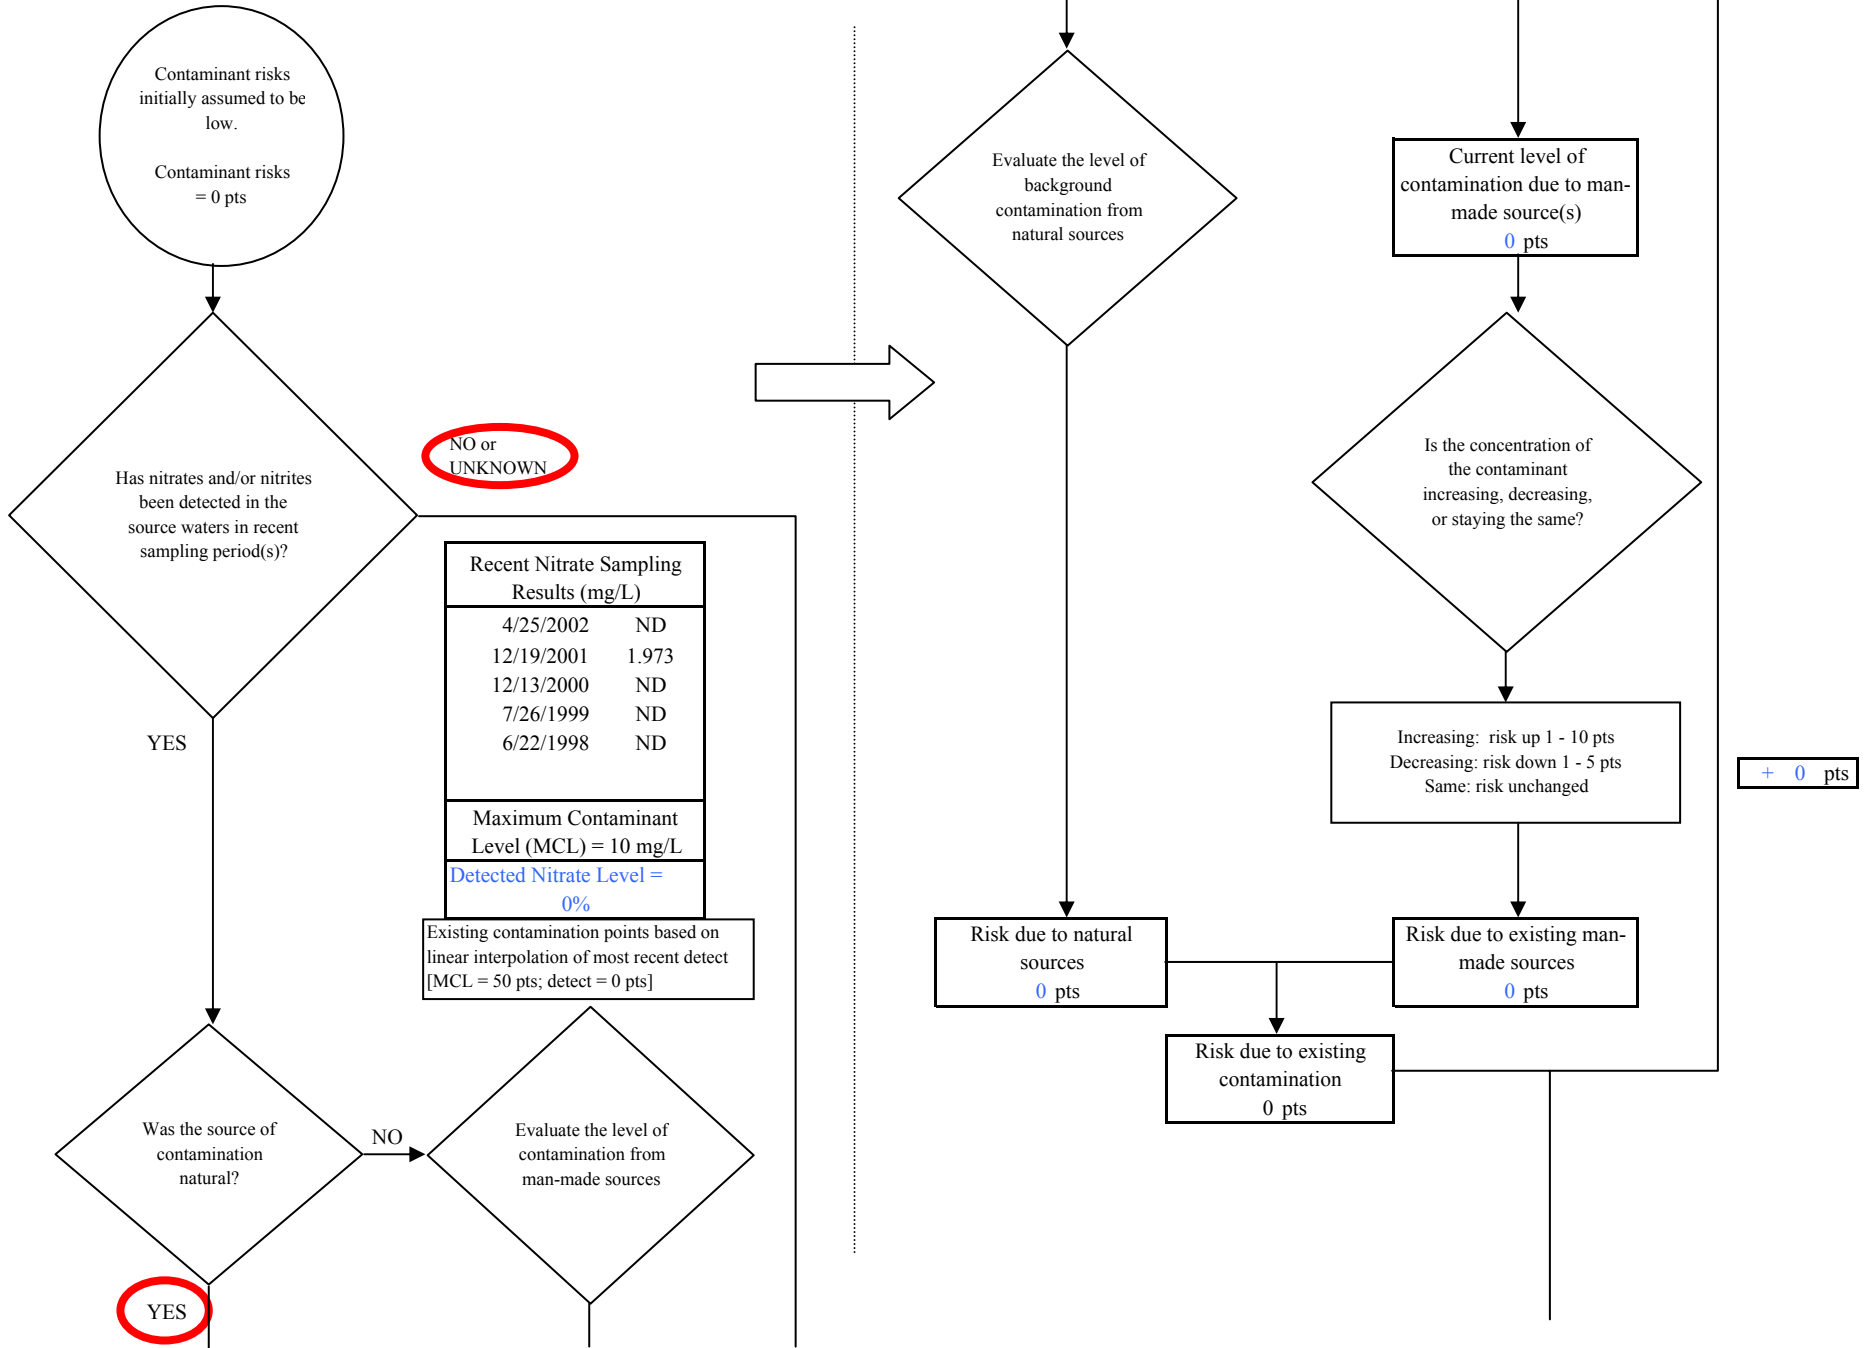 Contaminant risks
initially assumed to be
low.
Contaminant risks
= 0 pts
Has nitrates and/or nitrites
been detected in the
source waters in recent
sampling period(s)?
NO or
UNKNOWN
YES
Recent Nitrate Sampling
Results (mg/L)
4/25/2002 ND
12/19/2001 1.973
12/13/2000 ND
7/26/1999 ND
6/22/1998 ND
Maximum Contaminant
Level (MCL) = 10 mg/L
Detected Nitrate Level =
0%
Existing contamination points based on
linear interpolation of most recent detect
[MCL = 50 pts; detect = 0 pts]
Was the source of
contamination
natural?
NO
Evaluate the level of
contamination from
man-made sources
YES
Evaluate the level of
background
contamination from
natural sources
Current level of
contamination due to man-
made source(s)
0 pts
Is the concentration of
the contaminant
increasing, decreasing,
or staying the same?
Increasing: risk up 1 - 10 pts
Decreasing: risk down 1 - 5 pts
Same: risk unchanged
+ 0 pts
Risk due to natural
sources
0 pts
Risk due to existing man-
made sources
0 pts
Risk due to existing
contamination
0 pts